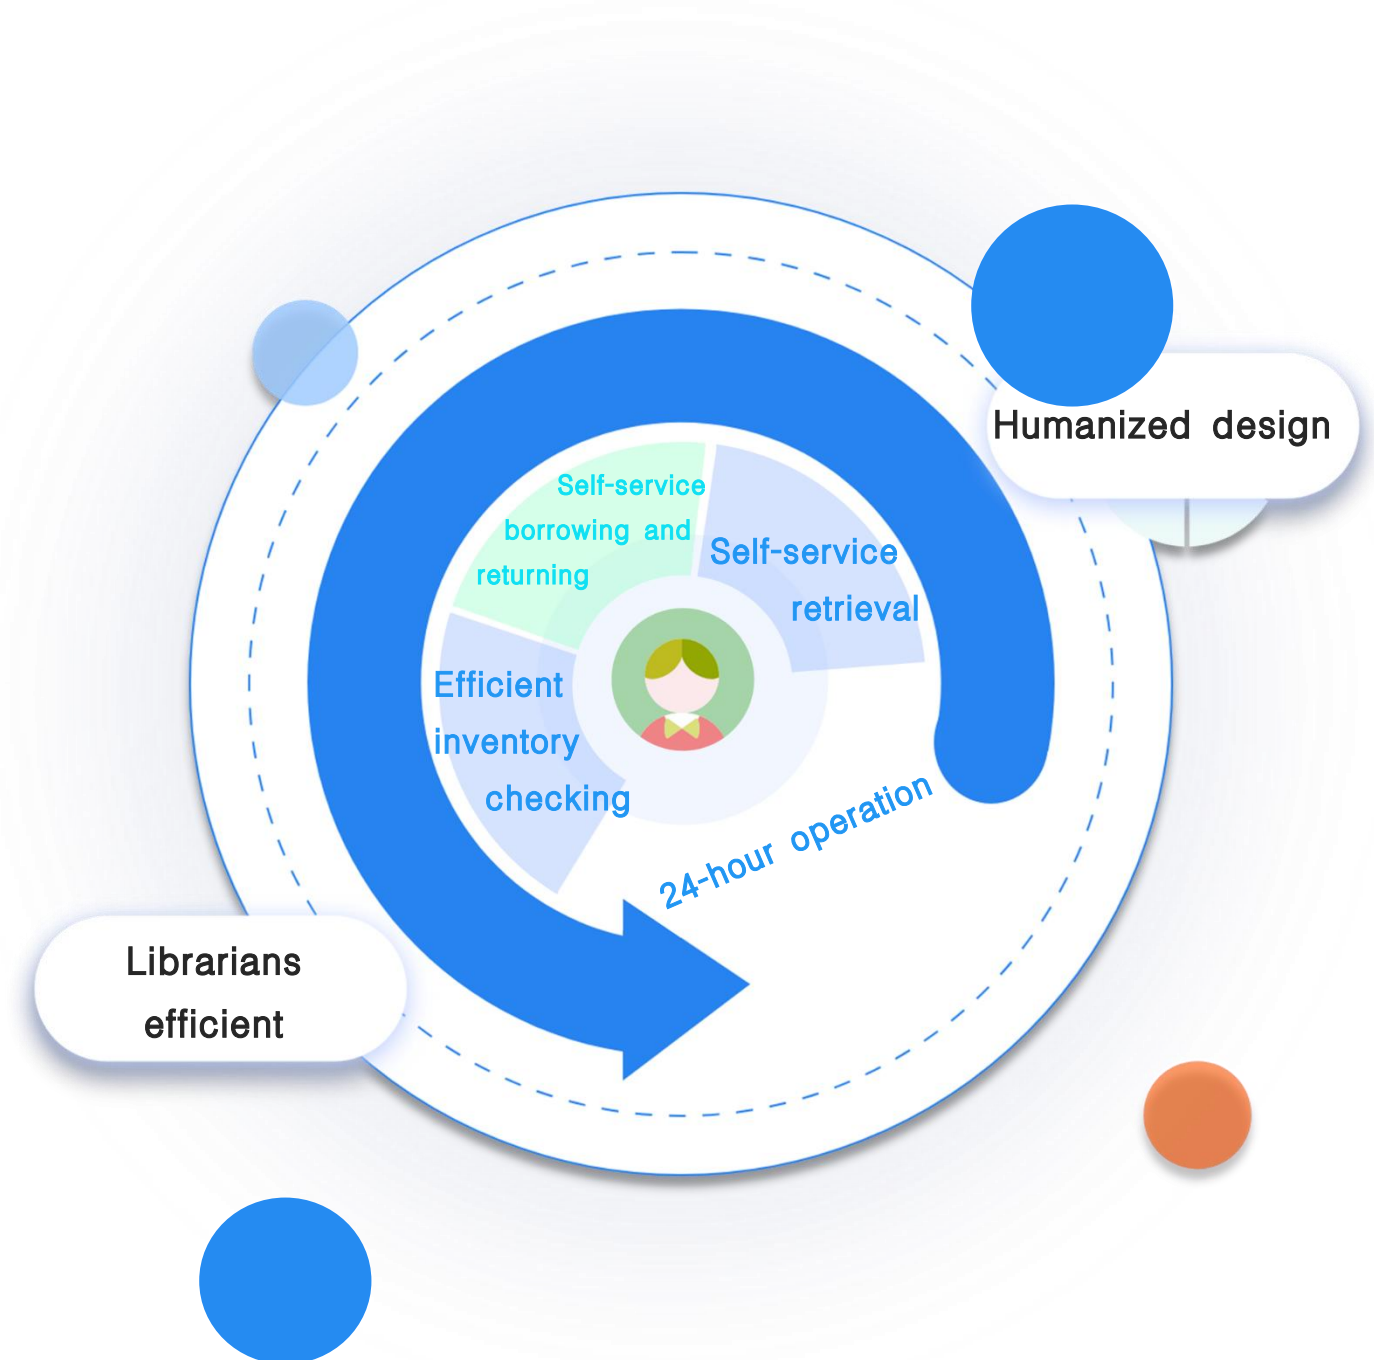 Humanized design
Self-service
borrowing and
returning
Self-service
retrieval
Efficient
inventory
checking
24-hour operation
Librarians
efficient